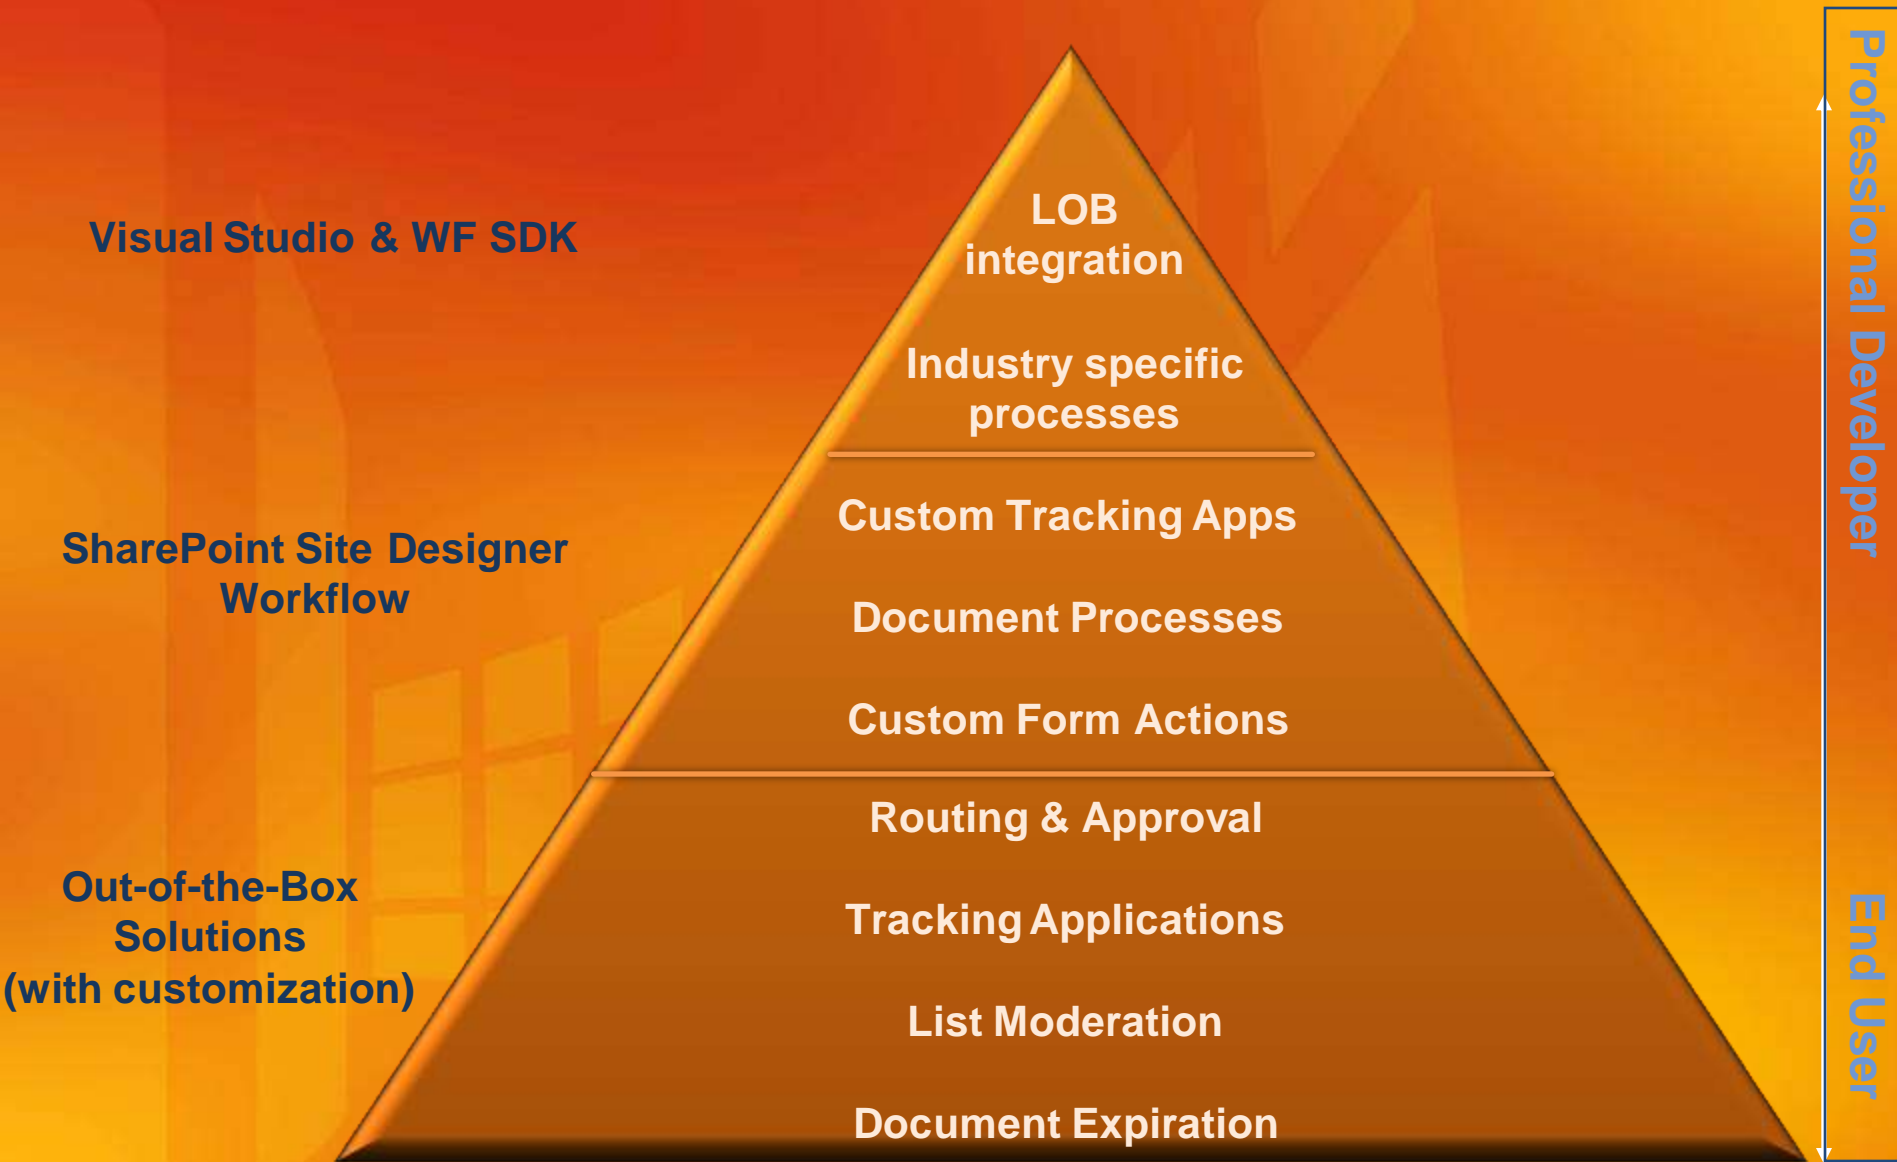 Visual Studio & WF SDK
SharePoint Site Designer
Workflow
Out-of-the-Box
Solutions
(with customization)
LOB
integration
Industry specific
processes
Custom Tracking Apps
Document Processes
Custom Form Actions
Routing & Approval
Tracking Applications
List Moderation
Document Expiration
Professional Developer
End User